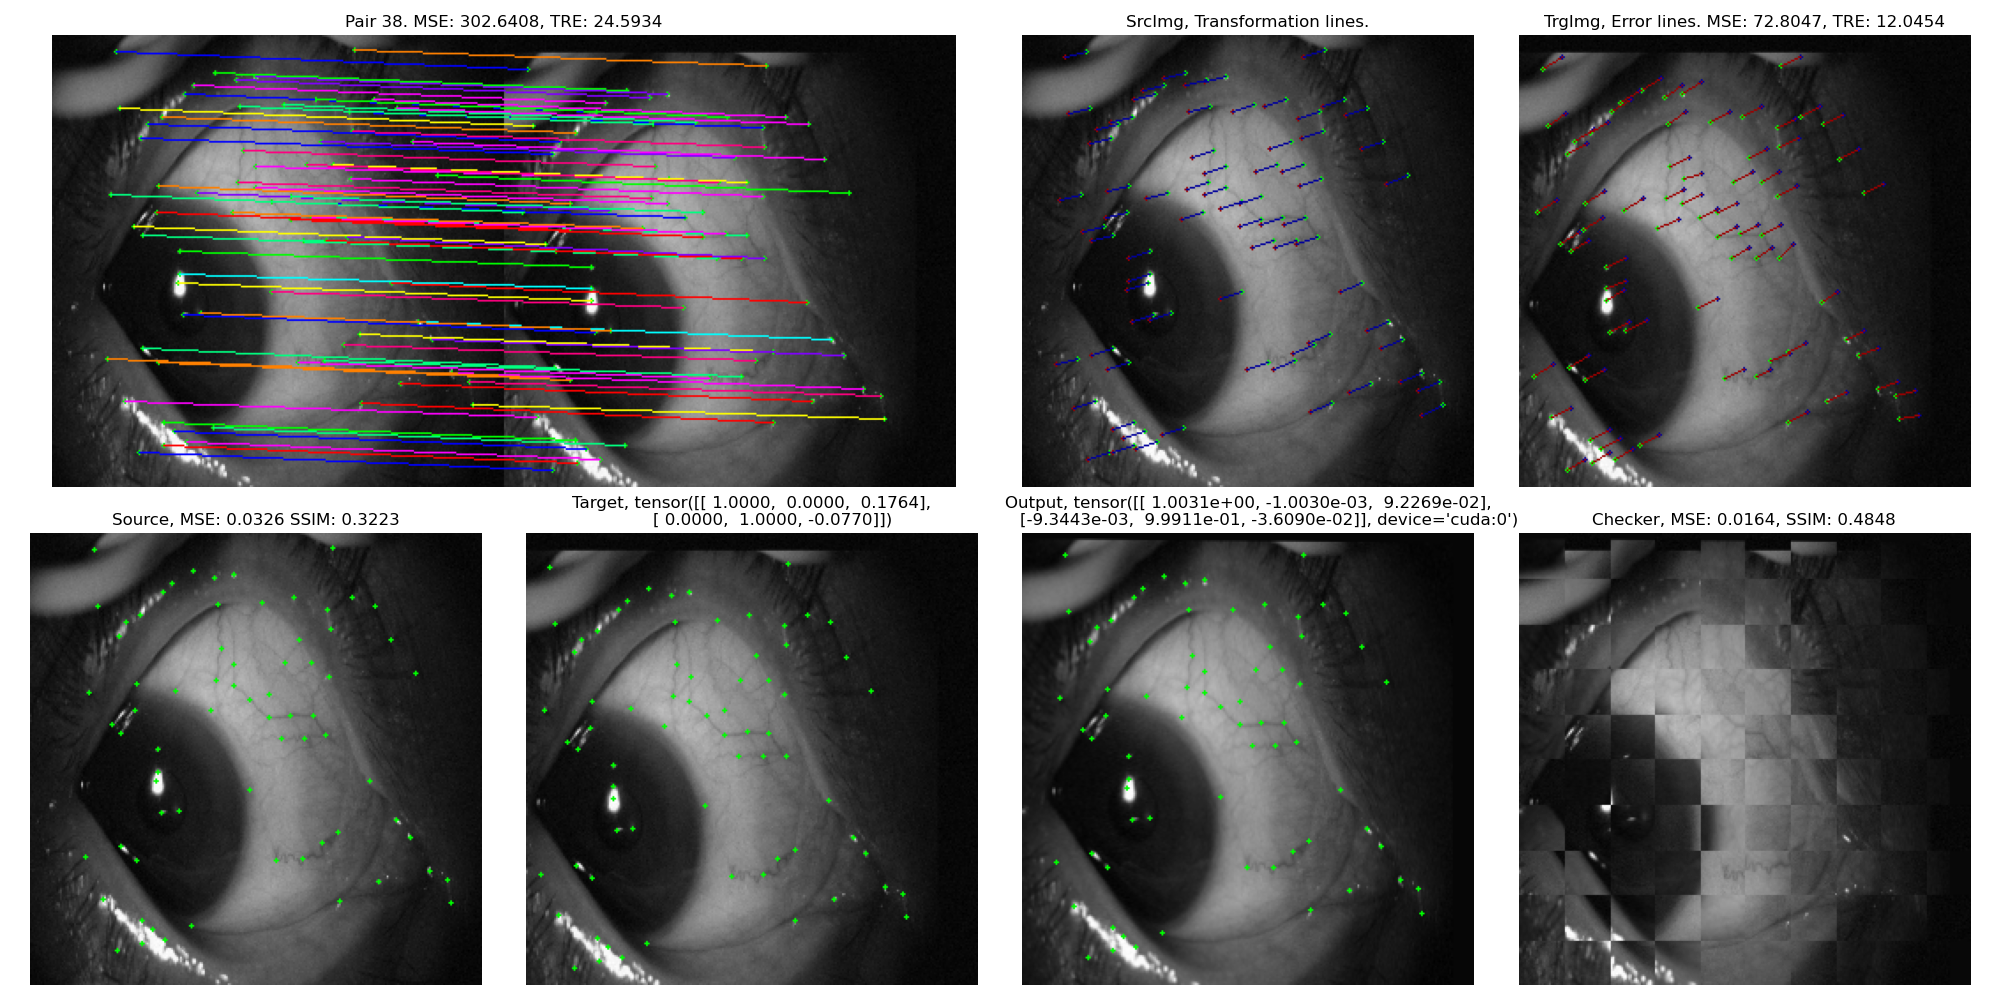 Pair 38. MSE: 302.6408, TRE: 24.5934
SrcImg, Transformation lines.
TrgImg, Error lines. MSE: 72.8047, TRE: 12.0454
Source, MSE: 0.0326 SSIM: 0.3223
Target, tensor([[ 1.0000, 0.0000, 0.1764],
[ 0.0000, 1.0000, -0.0770]])
Output, tensor([[ 1.0031e+00, -1.0030e-03, 9.2269e-02],
[-9.3443e-03, 9.9911e-01, -3.6090e-02]], device='cuda:0')
Checker, MSE: 0.0164, SSIM: 0.4848